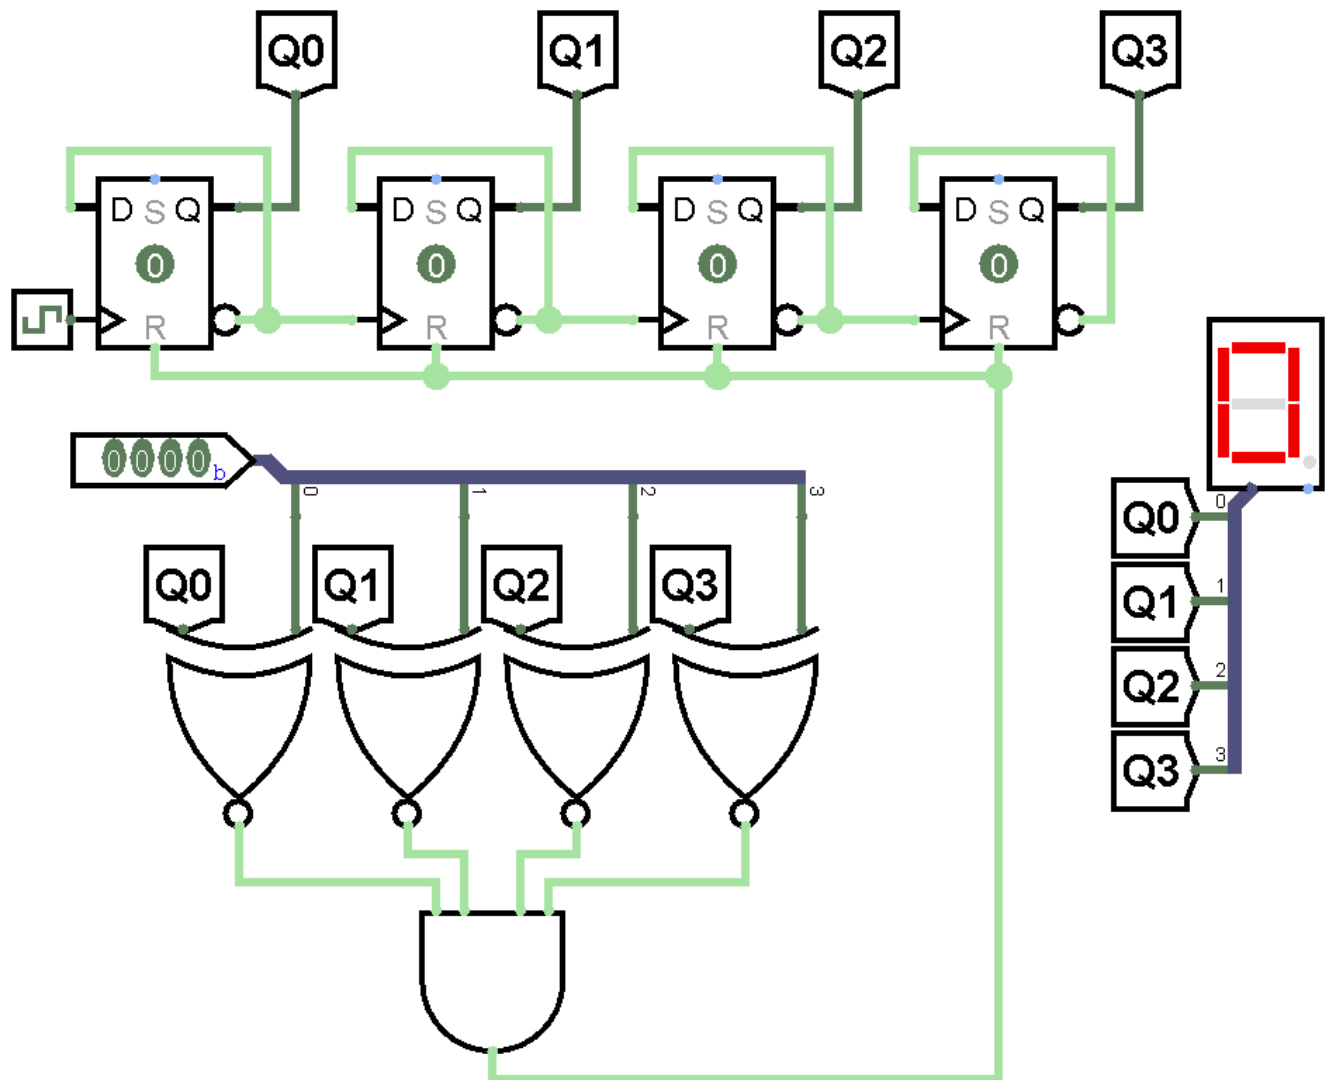 Q0 Q1 Q2 Q3
D S Q D S Q D S Q D S Q
0 0 0 0
R R R R
0
0000b
0 1 2 3
Q0 Q1 Q2 Q3
Q0 0
Q1 1
Q2 2
Q3 3